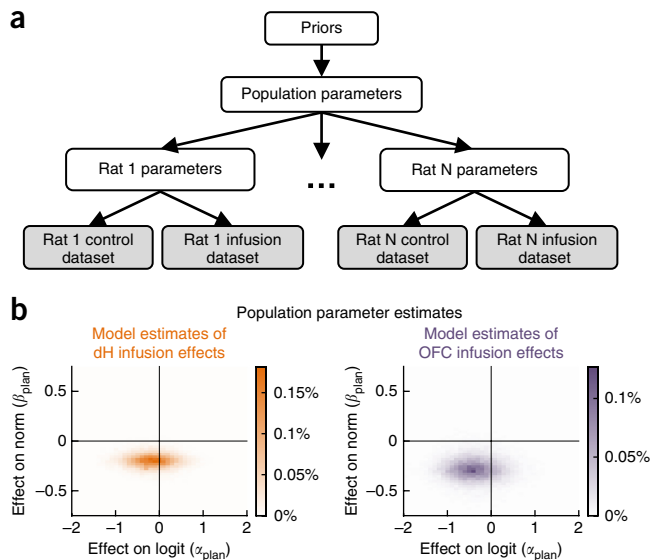 a
Priors
Population parameters
Rat 1 parameters
...
Rat N parameters
Rat 1 control
dataset
Rat 1 infusion
dataset
Rat N control
dataset
Rat N infusion
dataset
b
Population parameter estimates
Model estimates of
dH infusion effects
Model estimates of
OFC infusion effects
Effect on norm (βplan)
0.5
0
−0.5
−2
−1
0
1
2
Effect on logit (αplan)
0.15%
0.1%
0.05%
0%
Effect on norm (βplan)
0.5
0
−0.5
−2
−1
0
1
2
Effect on logit (αplan)
0.1%
0.05%
0%